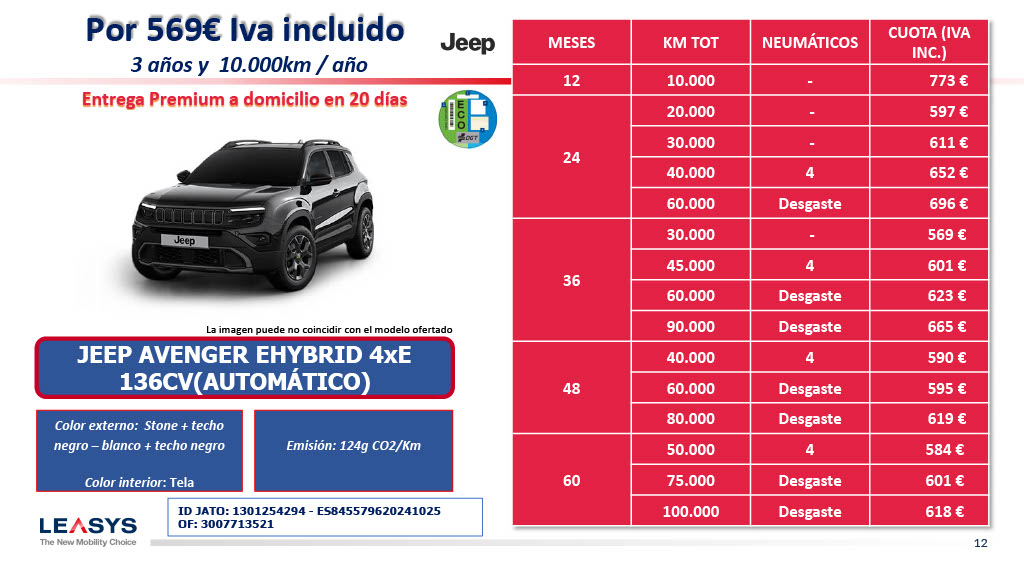 Por 569€ Iva incluido
3 años y 10.000km / año
Jeep
Entrega Premium a domicilio en 20 días
ECO
DGT
Jeep
La imagen puede no coincidir con el modelo ofertado
JEEP AVENGER EHYBRID 4xE
136CV(AUTOMÁTICO)
Color externo: Stone + techo
negro – blanco + techo negro
Color interior: Tela
Emisión: 124g CO2/Km
ID JATO: 1301254294 - ES845579620241025
OF: 3007713521
LEASYS
The New Mobility Choice
MESES KM TOT NEUMÁTICOS CUOTA (IVA
INC.)
12 10.000 - 773 €
24 20.000 - 597 €
30.000 - 611 €
40.000 4 652 €
60.000 Desgaste 696 €
36 30.000 - 569 €
45.000 4 601 €
60.000 Desgaste 623 €
90.000 Desgaste 665 €
48 40.000 4 590 €
60.000 Desgaste 595 €
80.000 Desgaste 619 €
60 50.000 4 584 €
75.000 Desgaste 601 €
100.000 Desgaste 618 €
12